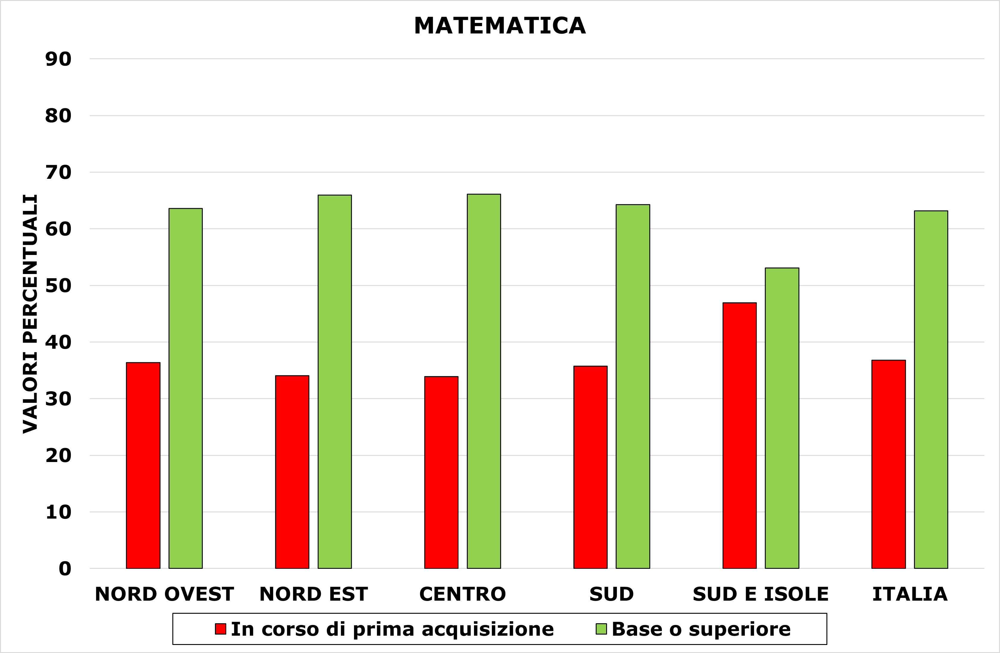 MATEMATICA
90
80
70
60
50
40
30
20
10
0
VALORI PERCENTUALI
NORD OVEST
NORD EST
CENTRO
SUD
SUD E ISOLE
ITALIA
In corso di prima acquisizione
Base o superiore